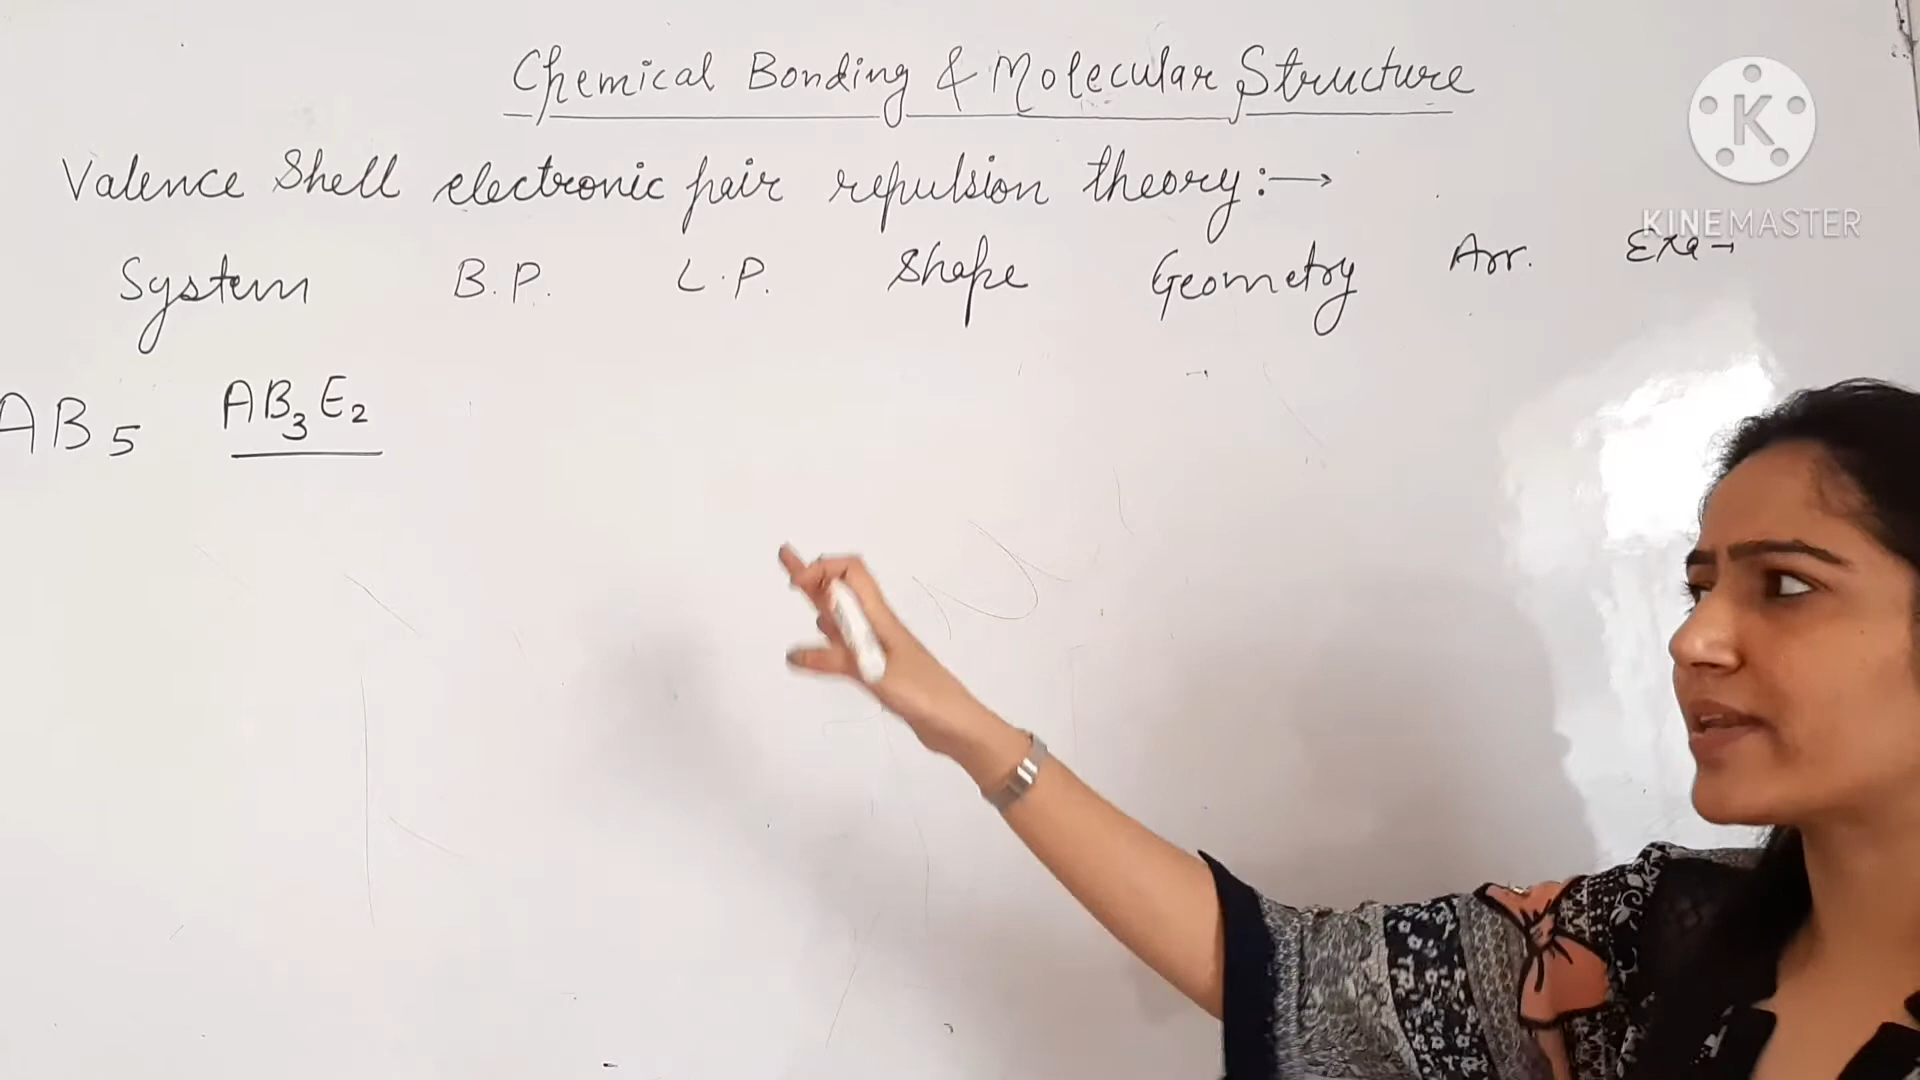 Chemical Bonding & Molecular Structure
Valence Shell electronic pair repulsion theory:→
System B.P. L.P. Shape Geometry Arr. Exa→
AB5 AB3E2
K
KINEMASTER